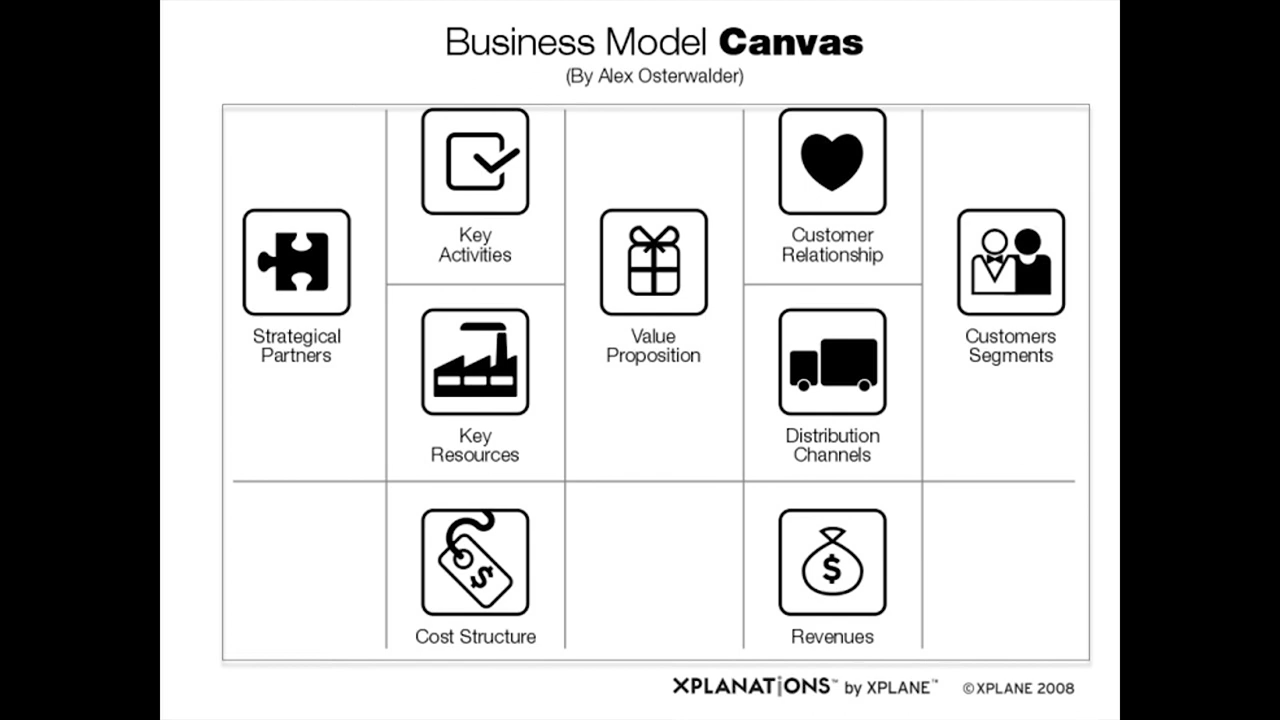 Business Model Canvas
(By Alex Osterwalder)
Strategical
Partners
Key
Activities
Key
Resources
Value
Proposition
Customer
Relationship
Distribution
Channels
Customers
Segments
$
Cost Structure
$
Revenues
XPLANATiONS™ by XPLANE™ ©XPLANE 2008